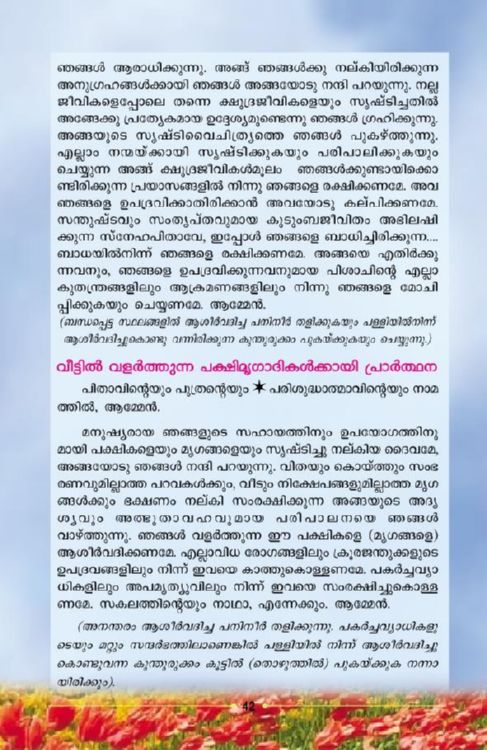 ഞങ്ങൾ ആരാധിക്കുന്നു. അങ്ങ് ഞങ്ങൾക്കു നല്കിയിരിക്കുന്ന
അനുഗ്രഹങ്ങൾക്കായി ഞങ്ങൾ അങ്ങയോടു നന്ദി പറയുന്നു. നല്ല
ജീവികളെപ്പോലെ തന്നെ ക്ഷുദ്രജീവികളെയും സൃഷ്ടിച്ചതിൽ
അങ്ങേക്കു പ്രത്യേകമായ ഉദ്ദേശ്യമുണ്ടെന്നു ഞങ്ങൾ ഗ്രഹിക്കുന്നു.
അങ്ങയുടെ സൃഷ്ടിവൈചിത്ര്യത്തെ ഞങ്ങൾ പുകഴ്ത്തുന്നു.
എല്ലാം നന്മയ്ക്കായി സൃഷ്ടിക്കുകയും പരിപാലിക്കുകയും
ചെയ്യുന്ന അങ്ങ് ക്ഷുദ്രജീവികൾമൂലം ഞങ്ങൾക്കുണ്ടായിക്കൊ
ണ്ടിരിക്കുന്ന പ്രയാസങ്ങളിൽ നിന്നു ഞങ്ങളെ രക്ഷിക്കണമേ. അവ
ഞങ്ങളെ ഉപദ്രവിക്കാതിരിക്കാൻ അവയോടു കല്പിക്കണമേ.
സന്തുഷ്ടവും സംതൃപ്തവുമായ കുടുംബജീവിതം അഭിലഷി
ക്കുന്ന സ്നേഹപിതാവേ, ഇപ്പോൾ ഞങ്ങളെ ബാധിച്ചിരിക്കുന്ന....
ബാധയിൽനിന്ന് ഞങ്ങളെ രക്ഷിക്കണമേ. അങ്ങയെ എതിർക്കു
ന്നവനും, ഞങ്ങളെ ഉപദ്രവിക്കുന്നവനുമായ പിശാചിന്റെ എല്ലാ
കുതന്ത്രങ്ങളിലും ആക്രമണങ്ങളിലും നിന്നു ഞങ്ങളെ മോചി
പ്പിക്കുകയും ചെയ്യണമേ. ആമ്മേൻ.
(ബന്ധപ്പെട്ട സ്ഥലങ്ങളിൽ ആശീർവദിച്ച പനിനീർ തളിക്കുകയും പള്ളിയിൽനിന്ന്
ആശീർവദിച്ചുകൊണ്ടു വന്നിരിക്കുന്ന കുന്തുരുക്കം പുകയ്ക്കുകയും ചെയ്യുന്നു.)
വീട്ടിൽ വളർത്തുന്ന പക്ഷിമൃഗാദികൾക്കായി പ്രാർത്ഥന
പിതാവിന്റെയും പുത്രന്റെയും ✶ പരിശുദ്ധാത്മാവിന്റെയും നാമ
ത്തിൽ, ആമ്മേൻ.
മനുഷ്യരായ ഞങ്ങളുടെ സഹായത്തിനും ഉപയോഗത്തിനു
മായി പക്ഷികളെയും മൃഗങ്ങളെയും സൃഷ്ടിച്ചു നല്കിയ ദൈവമേ,
അങ്ങയോടു ഞങ്ങൾ നന്ദി പറയുന്നു. വിതയും കൊയ്ത്തും സംഭ
രണവുമില്ലാത്ത പറവകൾക്കും, വീടും നിക്ഷേപങ്ങളുമില്ലാത്ത മൃഗ
ങ്ങൾക്കും ഭക്ഷണം നല്കി സംരക്ഷിക്കുന്ന അങ്ങയുടെ അദൃ
ശ്യവും അത്ഭുതാവഹവുമായ പരിപാലനയെ ഞങ്ങൾ
വാഴ്ത്തുന്നു. ഞങ്ങൾ വളർത്തുന്ന ഈ പക്ഷികളെ (മൃഗങ്ങളെ)
ആശീർവദിക്കണമേ. എല്ലാവിധ രോഗങ്ങളിലും ക്രൂരജന്തുക്കളുടെ
ഉപദ്രവങ്ങളിലും നിന്ന് ഇവയെ കാത്തുകൊള്ളണമേ. പകർച്ചവ്യാ
ധികളിലും അപമൃത്യുവിലും നിന്ന് ഇവയെ സംരക്ഷിച്ചുകൊള്ള
ണമേ. സകലത്തിന്റെയും നാഥാ, എന്നേക്കും. ആമ്മേൻ.
(അനന്തരം ആശീർവദിച്ച പനിനീർ തളിക്കുന്നു. പകർച്ചവ്യാധികളു
ടെയും മറ്റും സന്ദർഭത്തിലാണെങ്കിൽ പള്ളിയിൽ നിന്ന് ആശീർവദിച്ചു
കൊണ്ടുവന്ന കുന്തുരുക്കം കൂട്ടിൽ (തൊഴുത്തിൽ) പുകയ്ക്കുക നന്നാ
യിരിക്കും).
42